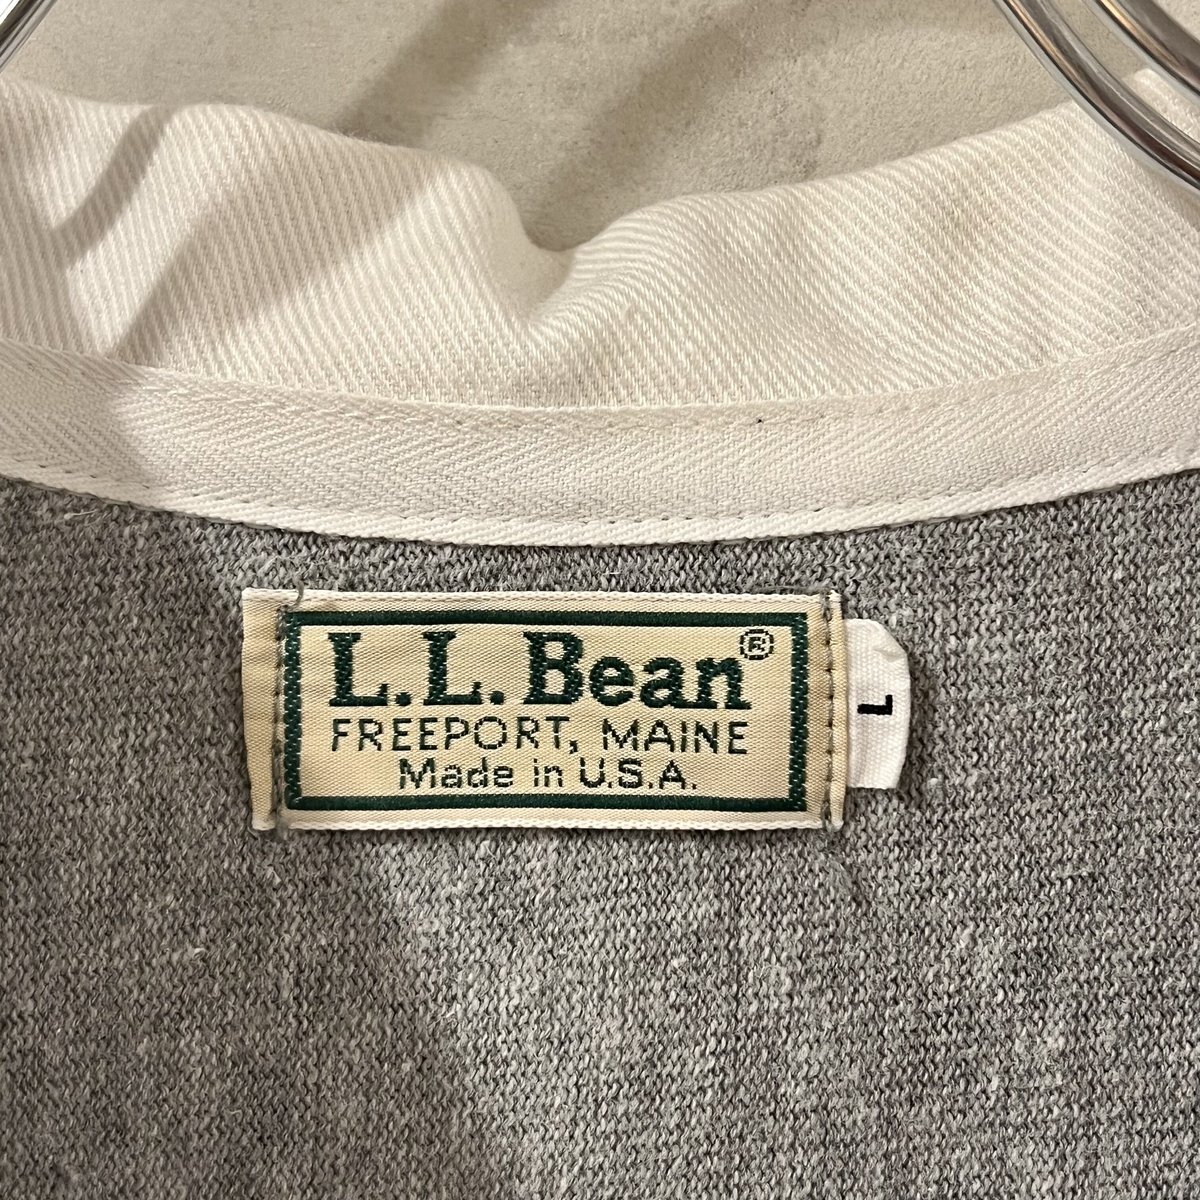 L.L.Bean®
FREEPORT, MAINE
Made in U.S.A.
L